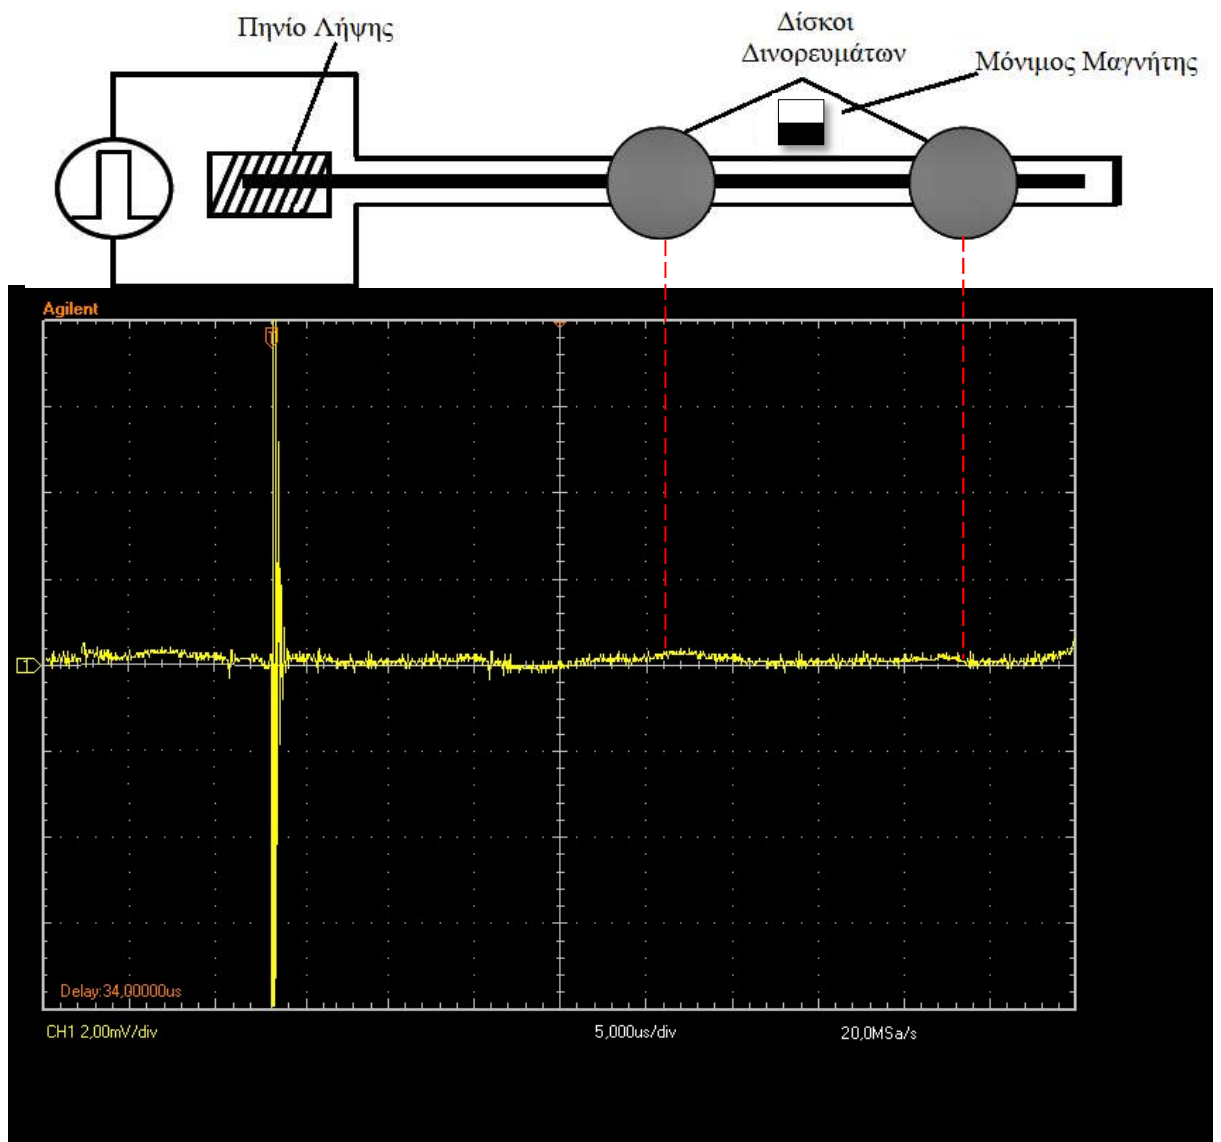 Πηνίο Λήψης
Δίσκοι
Δινορευμάτων
Μόνιμος Μαγνήτης
Agilent
T
1
Delay:34,00000us
CH1 2,00mV/div
5,000us/div
20,0MSa/s